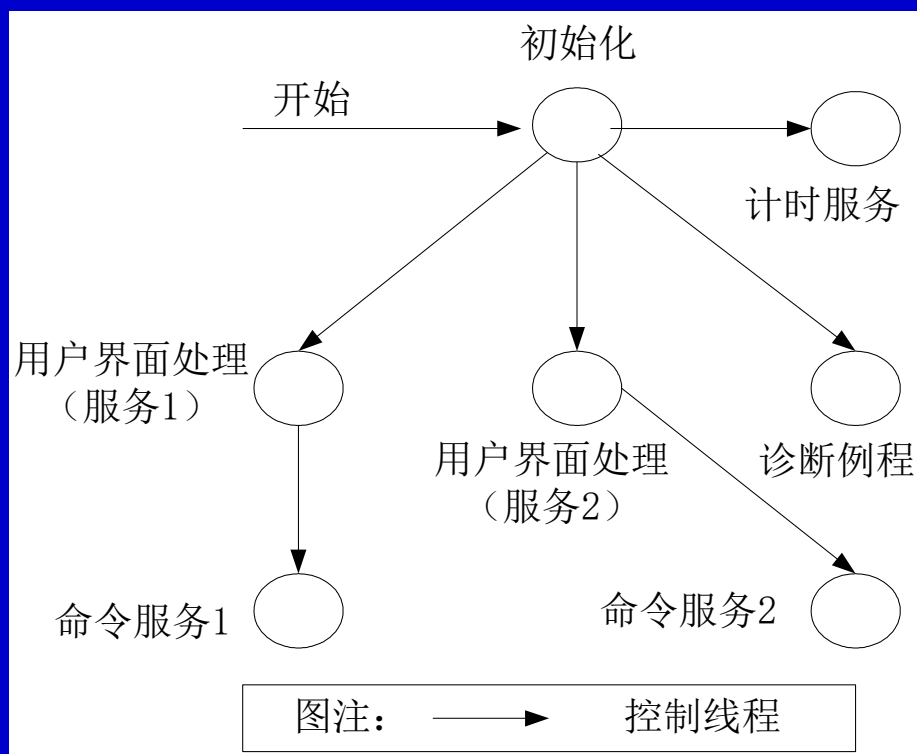 初始化
开始
计时服务
用户界面处理
（服务1）
用户界面处理
（服务2）
诊断例程
命令服务1
命令服务2
图注： 控制线程